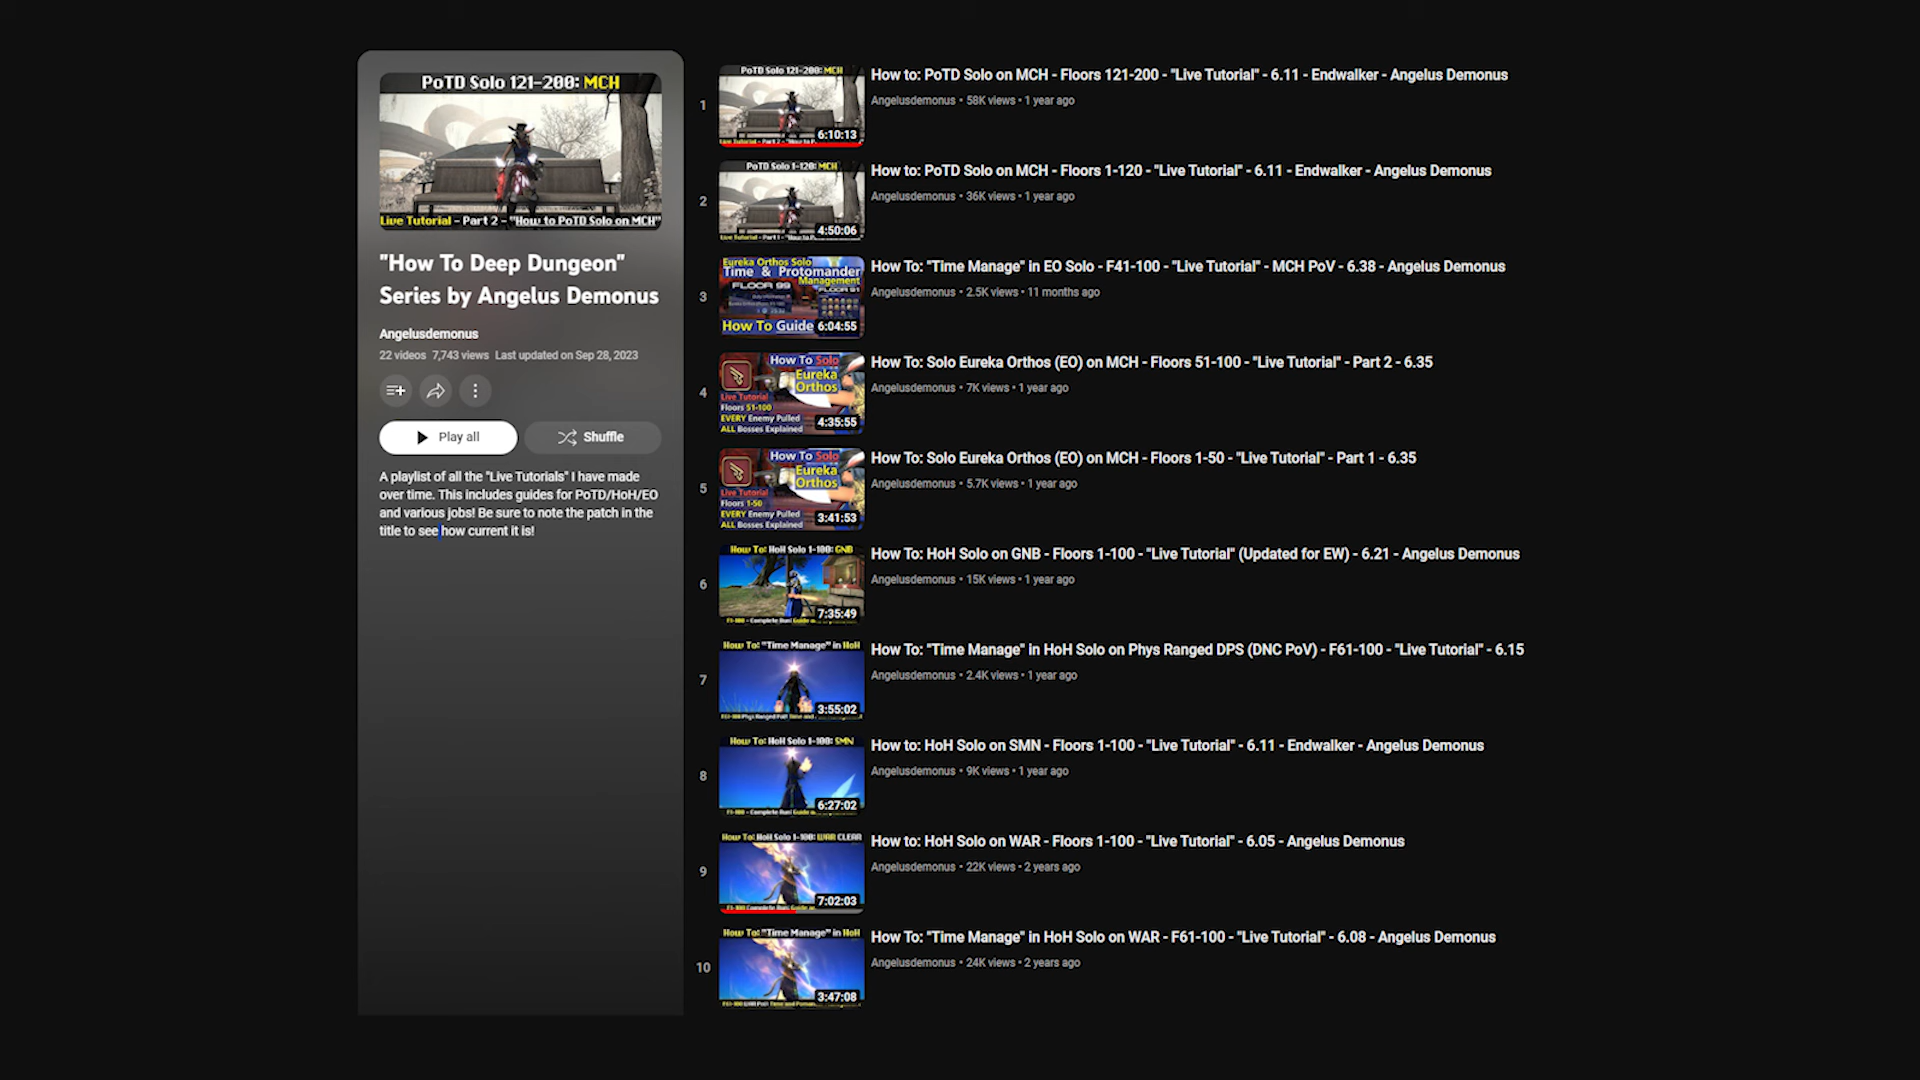 PoTD Solo 121-200: MCH
Live Tutorial - Part 2 - "How to PoTD Solo on MCH"
"How To Deep Dungeon"
Series by Angelus Demonus
Angelusdemonus
22 videos 7,743 views Last updated on Sep 28, 2023
Play all
Shuffle
A playlist of all the "Live Tutorials" I have made
over time. This includes guides for PoTD/HoH/EO
and various jobs! Be sure to note the patch in the
title to see how current it is!
1
PoTD Solo 121-200: MCH
6:10:13
How to: PoTD Solo on MCH - Floors 121-200 - "Live Tutorial" - 6.11 - Endwalker - Angelus Demonus
Angelusdemonus • 58K views • 1 year ago
2
PoTD Solo 1-120: MCH
4:50:06
How to: PoTD Solo on MCH - Floors 1-120 - "Live Tutorial" - 6.11 - Endwalker - Angelus Demonus
Angelusdemonus • 36K views • 1 year ago
3
Eureka Orthos Solo
Time & Protomander
Management
FLOOR 99
FLOOR 91
How To Guide
6:04:55
How To: "Time Manage" in EO Solo - F41-100 - "Live Tutorial" - MCH PoV - 6.38 - Angelus Demonus
Angelusdemonus • 2.5K views • 11 months ago
4
How To Solo
Eureka
Orthos
Live Tutorial
Floors 51-100
EVERY Enemy Pulled
ALL Bosses Explained
4:35:55
How To: Solo Eureka Orthos (EO) on MCH - Floors 51-100 - "Live Tutorial" - Part 2 - 6.35
Angelusdemonus • 7K views • 1 year ago
5
How To Solo
Eureka
Orthos
Live Tutorial
Floors 1-50
EVERY Enemy Pulled
ALL Bosses Explained
3:41:53
How To: Solo Eureka Orthos (EO) on MCH - Floors 1-50 - "Live Tutorial" - Part 1 - 6.35
Angelusdemonus • 5.7K views • 1 year ago
6
How To: HoH Solo 1-100: GNB
7:35:49
How To: HoH Solo on GNB - Floors 1-100 - "Live Tutorial" (Updated for EW) - 6.21 - Angelus Demonus
Angelusdemonus • 15K views • 1 year ago
7
How To: "Time Manage" in HoH
3:55:02
How To: "Time Manage" in HoH Solo on Phys Ranged DPS (DNC PoV) - F61-100 - "Live Tutorial" - 6.15
Angelusdemonus • 2.4K views • 1 year ago
8
How To: HoH Solo 1-100: SMN
6:27:02
How to: HoH Solo on SMN - Floors 1-100 - "Live Tutorial" - 6.11 - Endwalker - Angelus Demonus
Angelusdemonus • 9K views • 1 year ago
9
How To: HoH Solo 1-100: WAR CLEAR
7:02:03
How to: HoH Solo on WAR - Floors 1-100 - "Live Tutorial" - 6.05 - Angelus Demonus
Angelusdemonus • 22K views • 2 years ago
10
How To: "Time Manage" in HoH
3:47:08
How To: "Time Manage" in HoH Solo on WAR - F61-100 - "Live Tutorial" - 6.08 - Angelus Demonus
Angelusdemonus • 24K views • 2 years ago